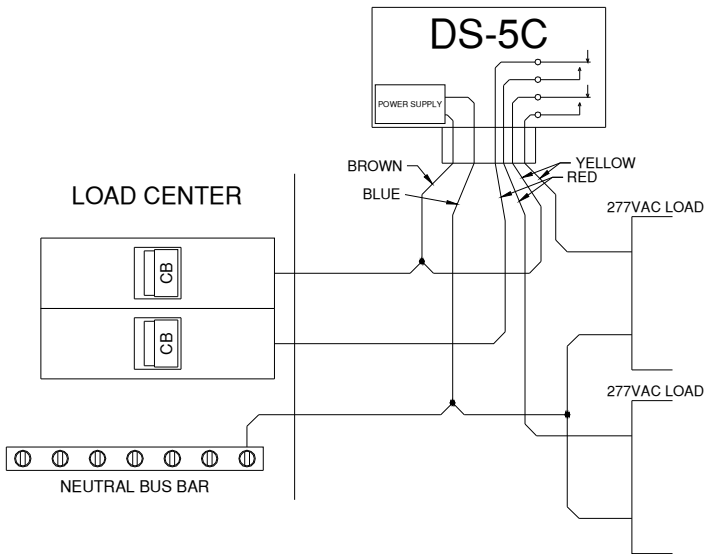 DS-5C
POWER SUPPLY
BROWN
YELLOW
RED
BLUE
LOAD CENTER
277VAC LOAD
CB
CB
277VAC LOAD
NEUTRAL BUS BAR